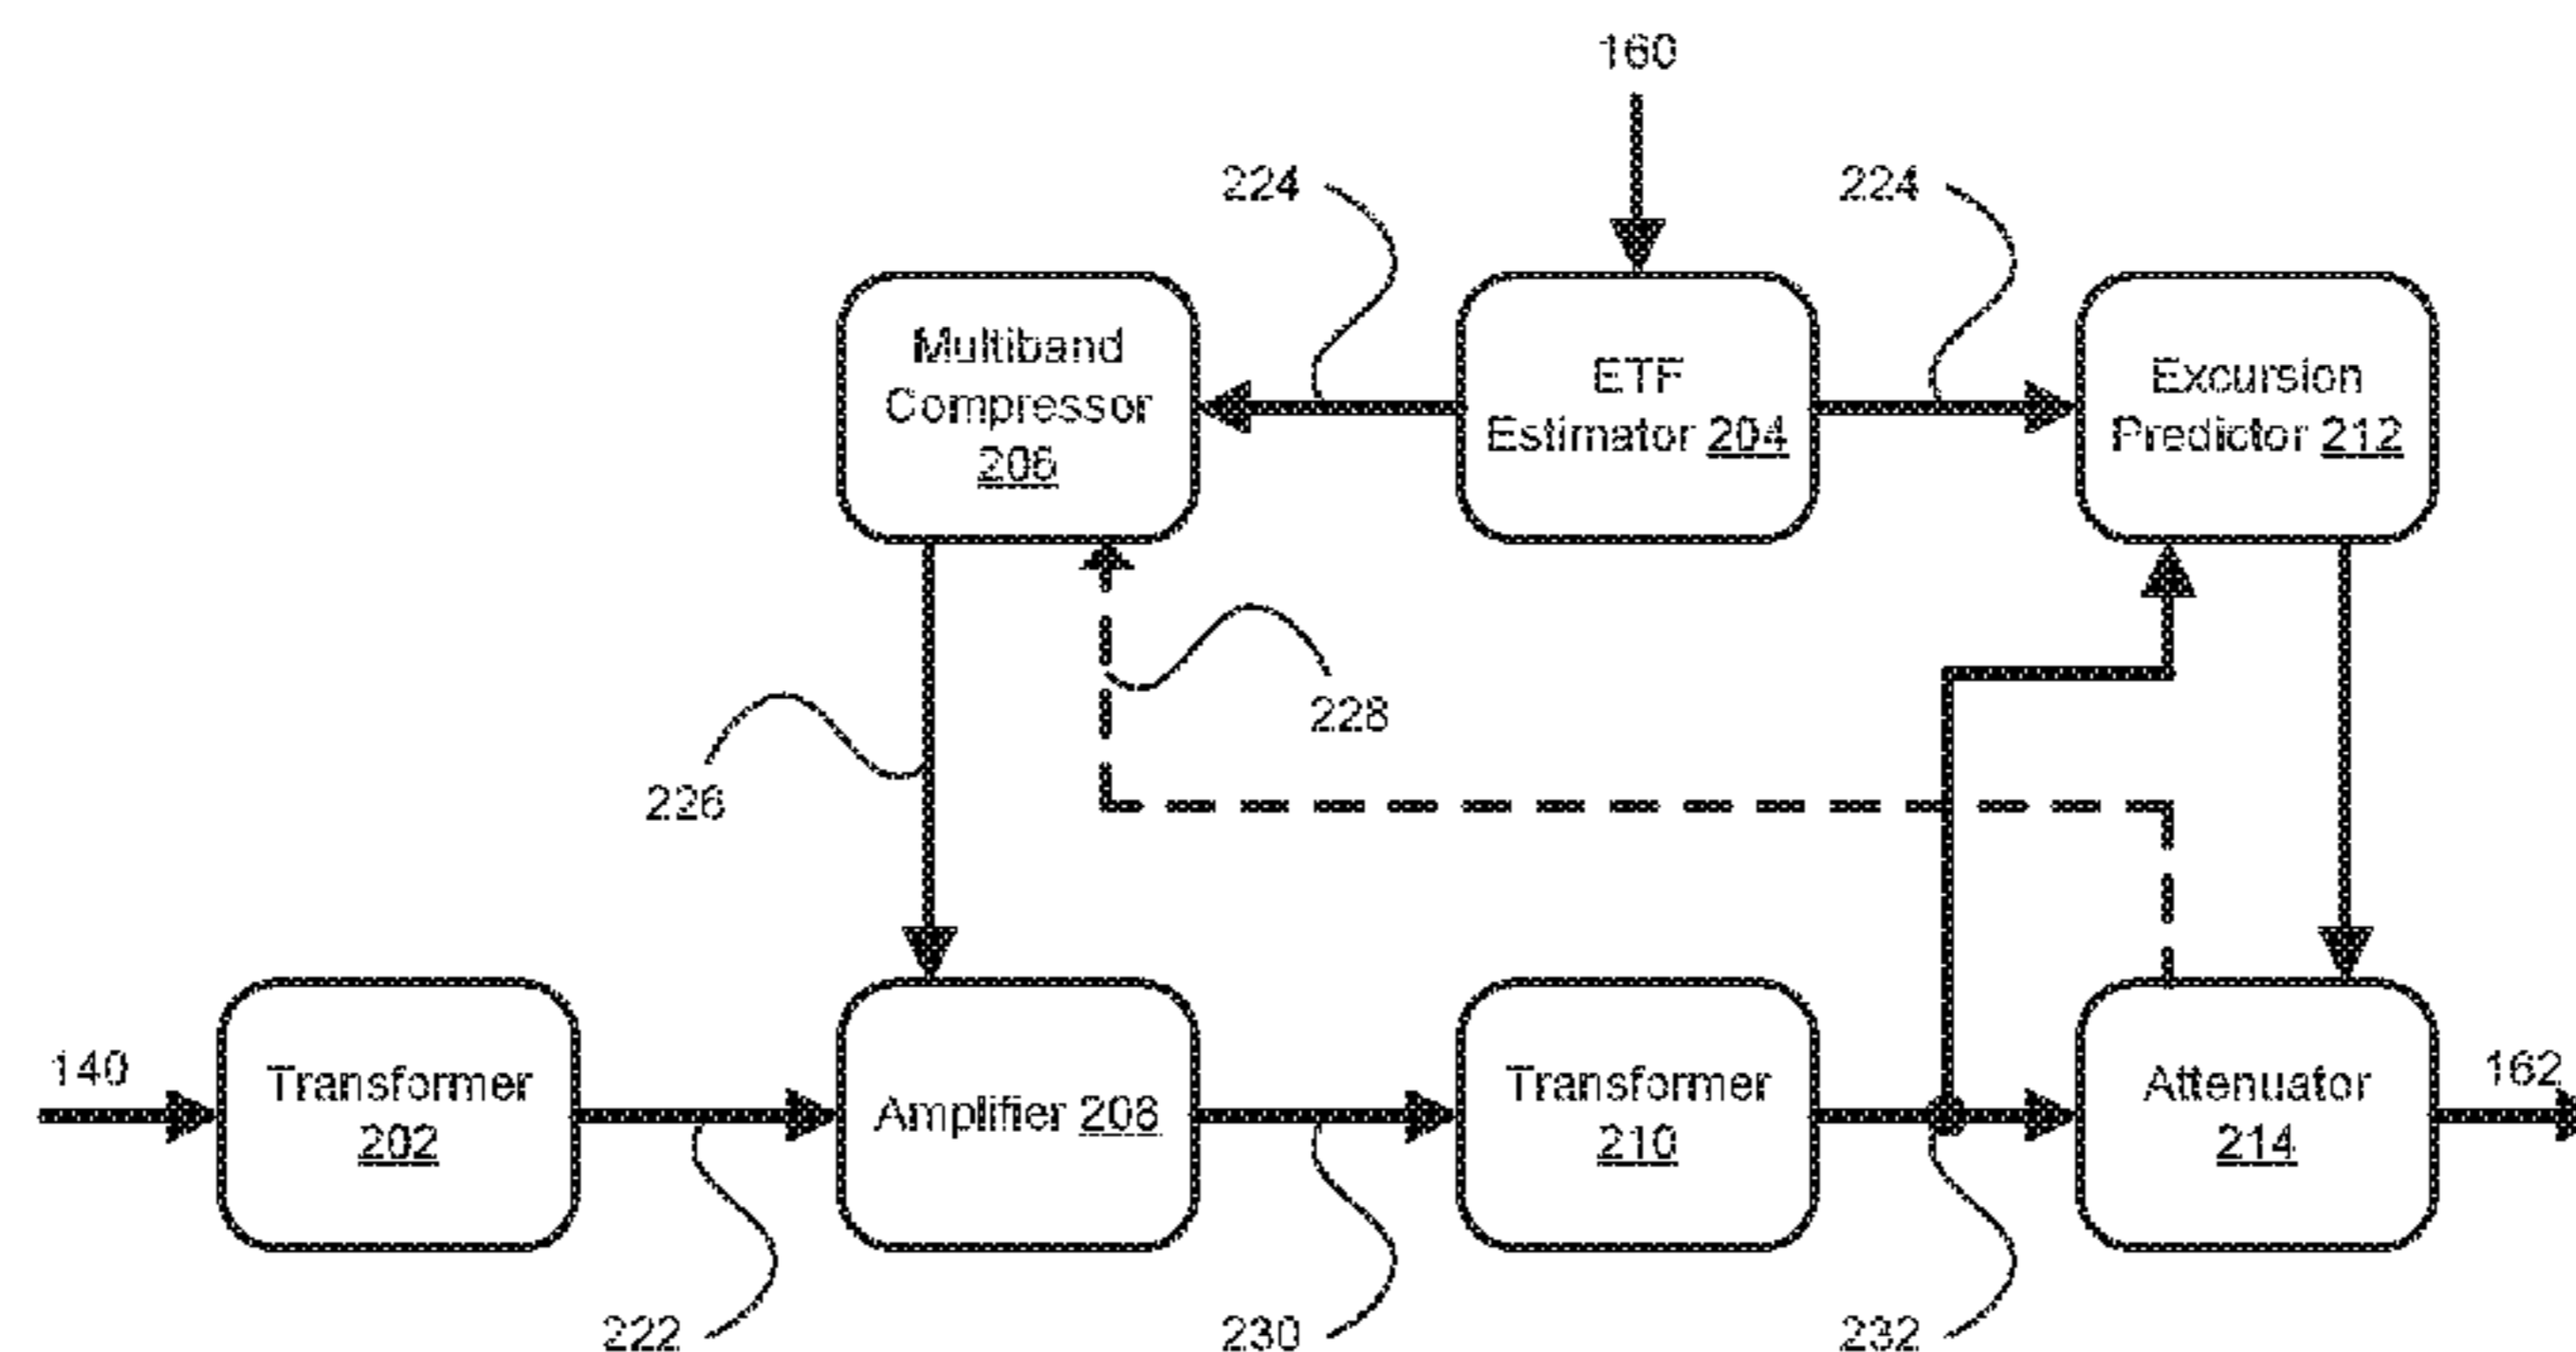 160
224
224
Multiband
Compressor
206
ETF
Estimator 204
Excursion
Predictor 212
228
226
140
Transformer
202
Amplifier 208
Transformer
210
Attenuator
214
162
222
230
232